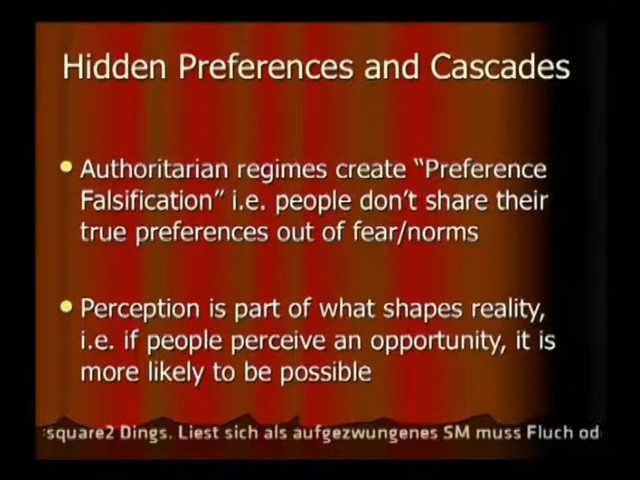 Hidden Preferences and Cascades
Authoritarian regimes create “Preference
Falsification” i.e. people don’t share their
true preferences out of fear/norms
Perception is part of what shapes reality,
i.e. if people perceive an opportunity, it is
more likely to be possible
:square2 Dings. Liest sich als aufgezwungenes SM muss Fluch od